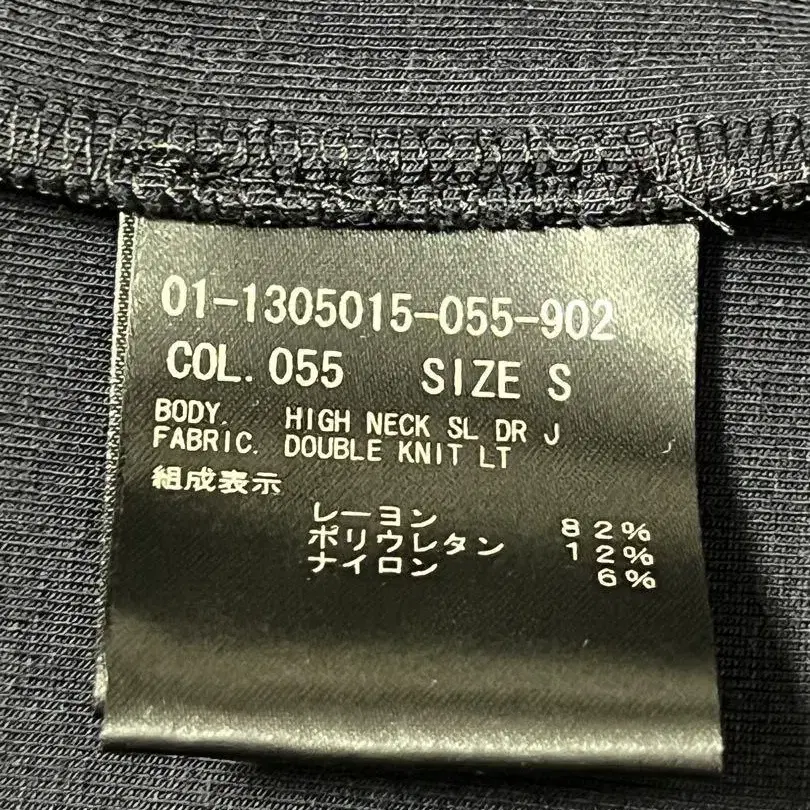 01-1305015-055-902
COL. 055 SIZE S
BODY. HIGH NECK SL DR J
FABRIC. DOUBLE KNIT LT
組成表示
レーヨン 82%
ポリウレタン 12%
ナイロン 6%